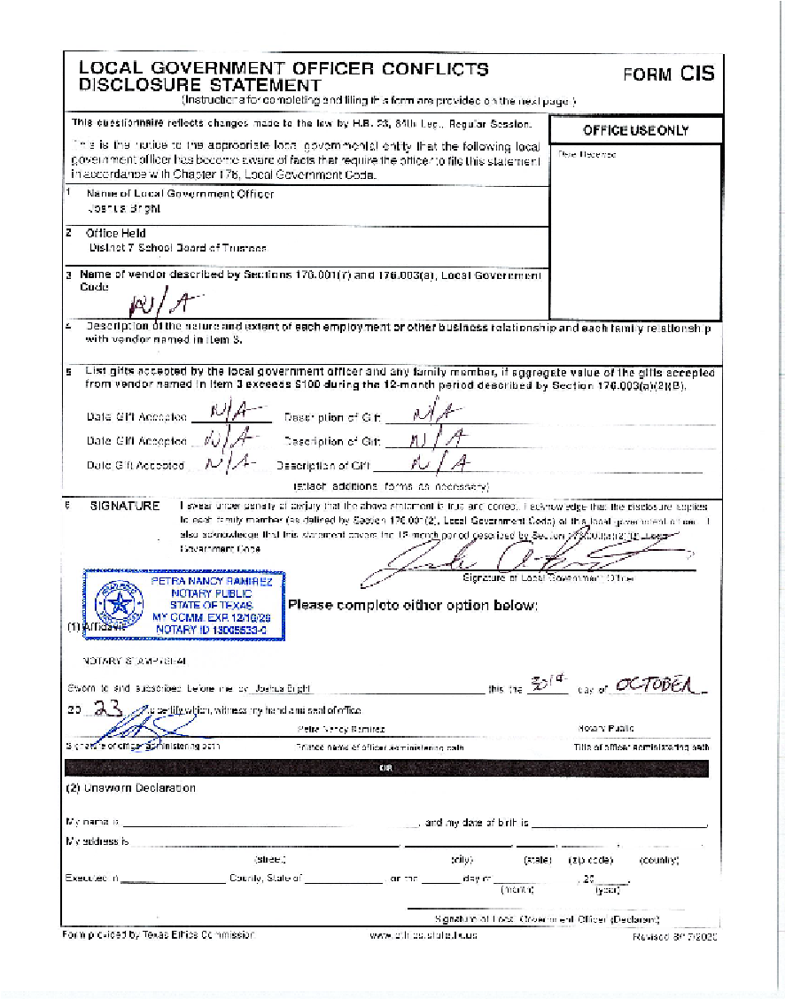 LOCAL GOVERNMENT OFFICER CONFLICTS
DISCLOSURE STATEMENT
FORM CIS
(Instructions for completing and filing this form are provided on the next page.)
This questionnaire reflects changes made to the law by H.B. 23, 84th Leg., Regular Session.
OFFICE USE ONLY
This is the notice to the appropriate local governmental entity that the following local
government officer has become aware of facts that require the officer to file this statement
in accordance with Chapter 176, Local Government Code.
Date Received
1 Name of Local Government Officer
Joshua Bright
2 Office Held
District 7 School Board of Trustees
3 Name of vendor described by Sections 176.001(7) and 176.003(a), Local Government
Code
N/A
4 Description of the nature and extent of each employment or other business relationship and each family relationship
with vendor named in item 3.
5 List gifts accepted by the local government officer and any family member, if aggregate value of the gifts accepted
from vendor named in item 3 exceeds $100 during the 12-month period described by Section 176.003(a)(2)(B).
Date Gift Accepted N/A Description of Gift N/A
Date Gift Accepted N/A Description of Gift N/A
Date Gift Accepted N/A Description of Gift N/A
(attach additional forms as necessary)
6 SIGNATURE I swear under penalty of perjury that the above statement is true and correct. I acknowledge that the disclosure applies
to each family member (as defined by Section 176.001(2), Local Government Code) of this local government officer. I
also acknowledge that this statement covers the 12-month period described by Section 176.003(a)(2)(B), Local
Government Code.
Signature of Local Government Officer
PETRA NANCY RAMIREZ
NOTARY PUBLIC
STATE OF TEXAS
MY COMM. EXP. 12/16/26
NOTARY ID 13005533-0
Please complete either option below:
(1) Affidavit
NOTARY STAMP/SEAL
Sworn to and subscribed before me by Joshua Bright this the day of OCTOBER
20 23, to certify which, witness my hand and seal of office.
Petra Nancy Ramirez Notary Public
Signature of officer administering oath Printed name of officer administering oath Title of officer administering oath
OR
(2) Unsworn Declaration
My name is , and my date of birth is .
My address is , , , , .
(street) (city) (state) (zip code) (country)
Executed in County, State of , on the day of , 20 .
(month) (year)
Signature of Local Government Officer (Declarant)
Form provided by Texas Ethics Commission www.ethics.state.tx.us Revised 8/17/2020